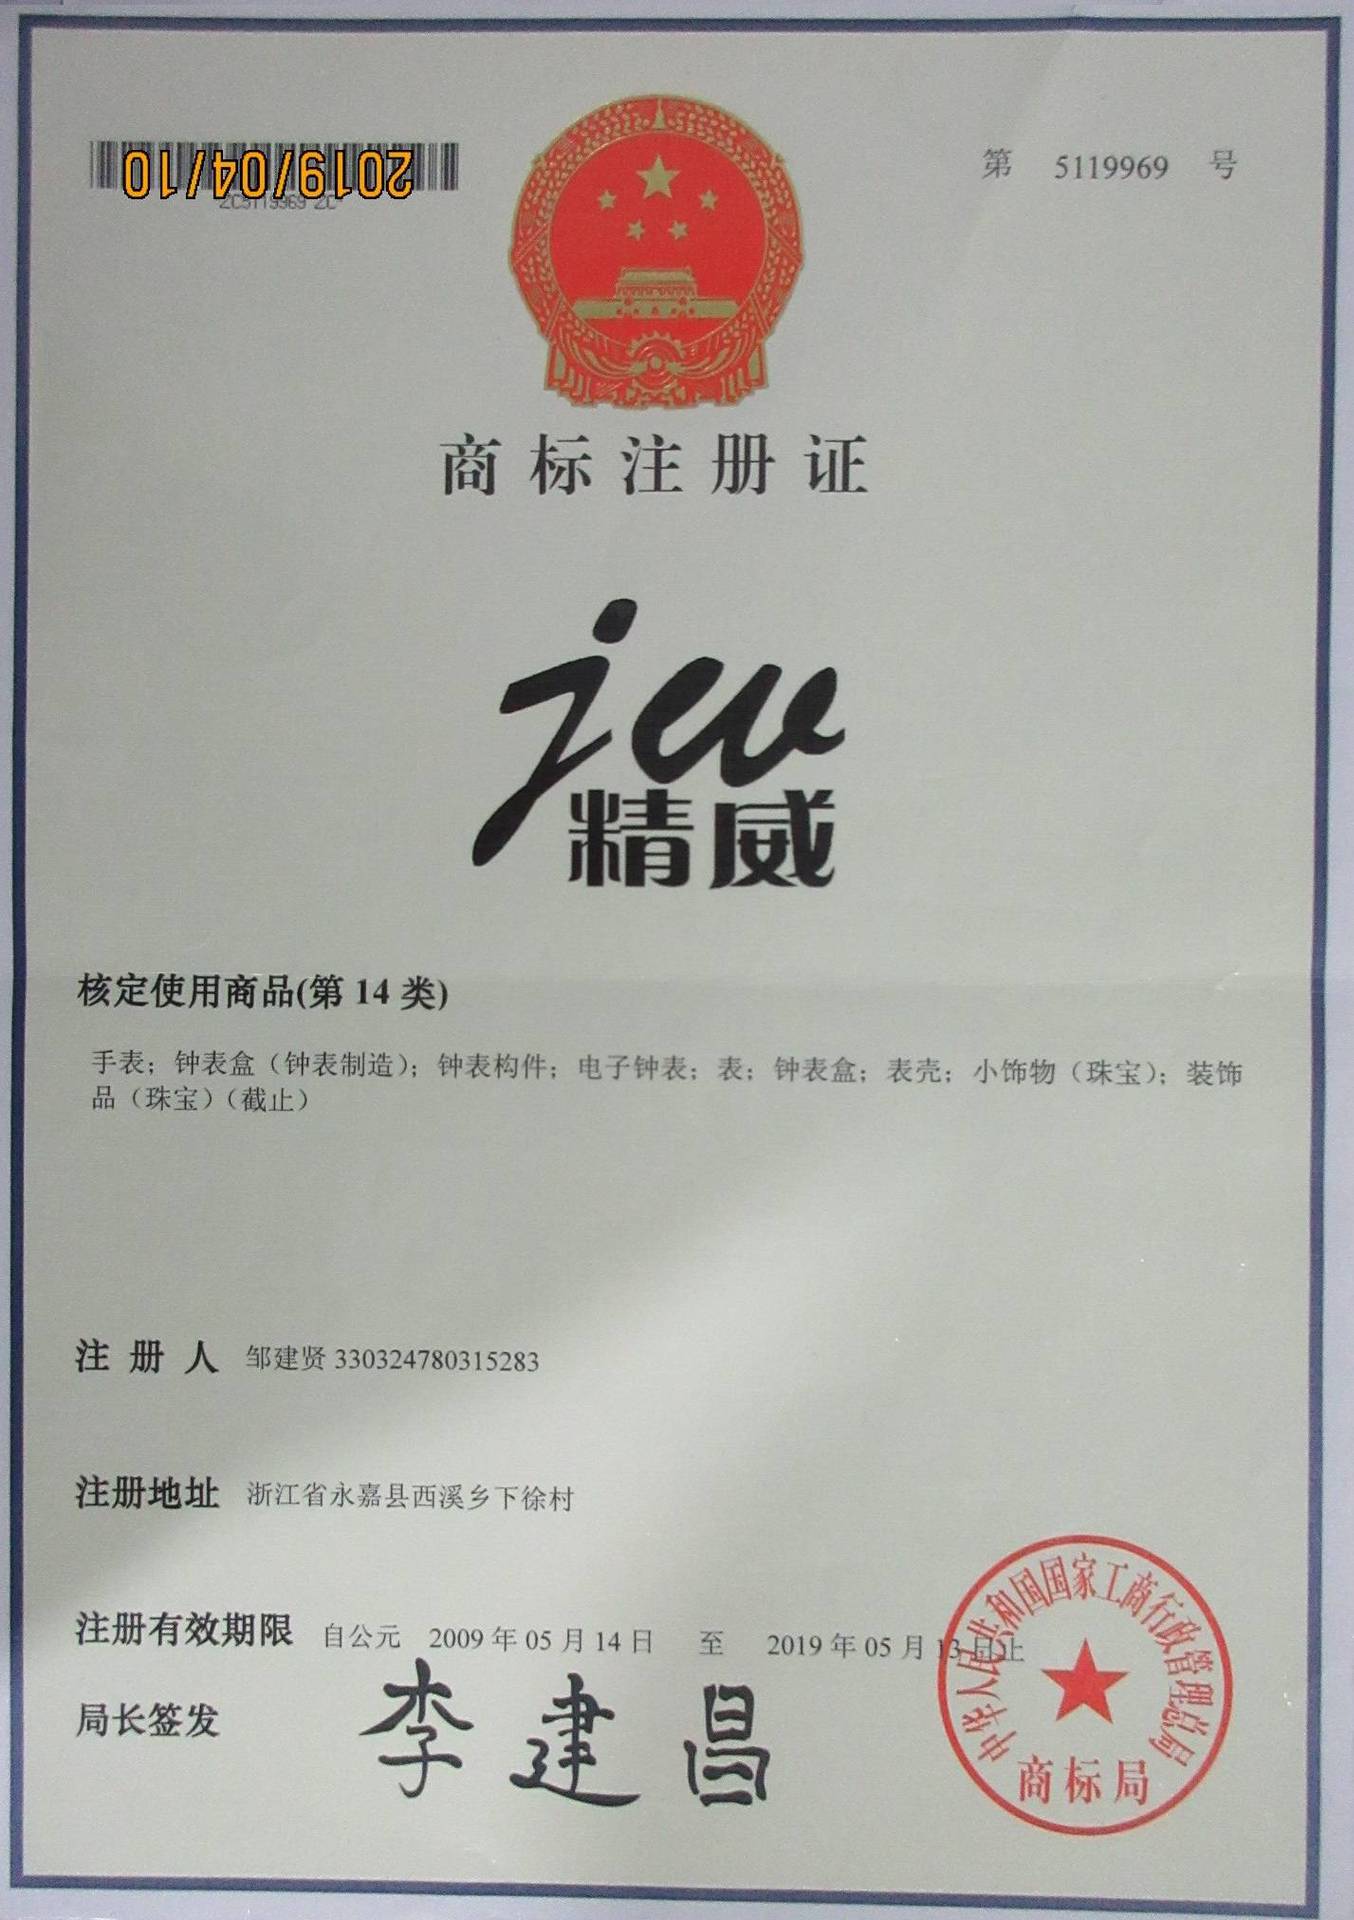 2019/04/10
ZC5119969 ZC
第 5119969 号
商标注册证
jw
精威
核定使用商品(第 14 类)
手表；钟表盒（钟表制造）；钟表构件；电子钟表；表；钟表盒；表壳；小饰物（珠宝）；装饰
品（珠宝）（截止）
注 册 人 邹建贤 330324780315283
注册地址 浙江省永嘉县西溪乡下徐村
注册有效期限 自公元 2009 年 05 月 14 日 至 2019 年 05 月 13 日止
局长签发 李建昌
中华人民共和国国家工商行政管理总局
商标局